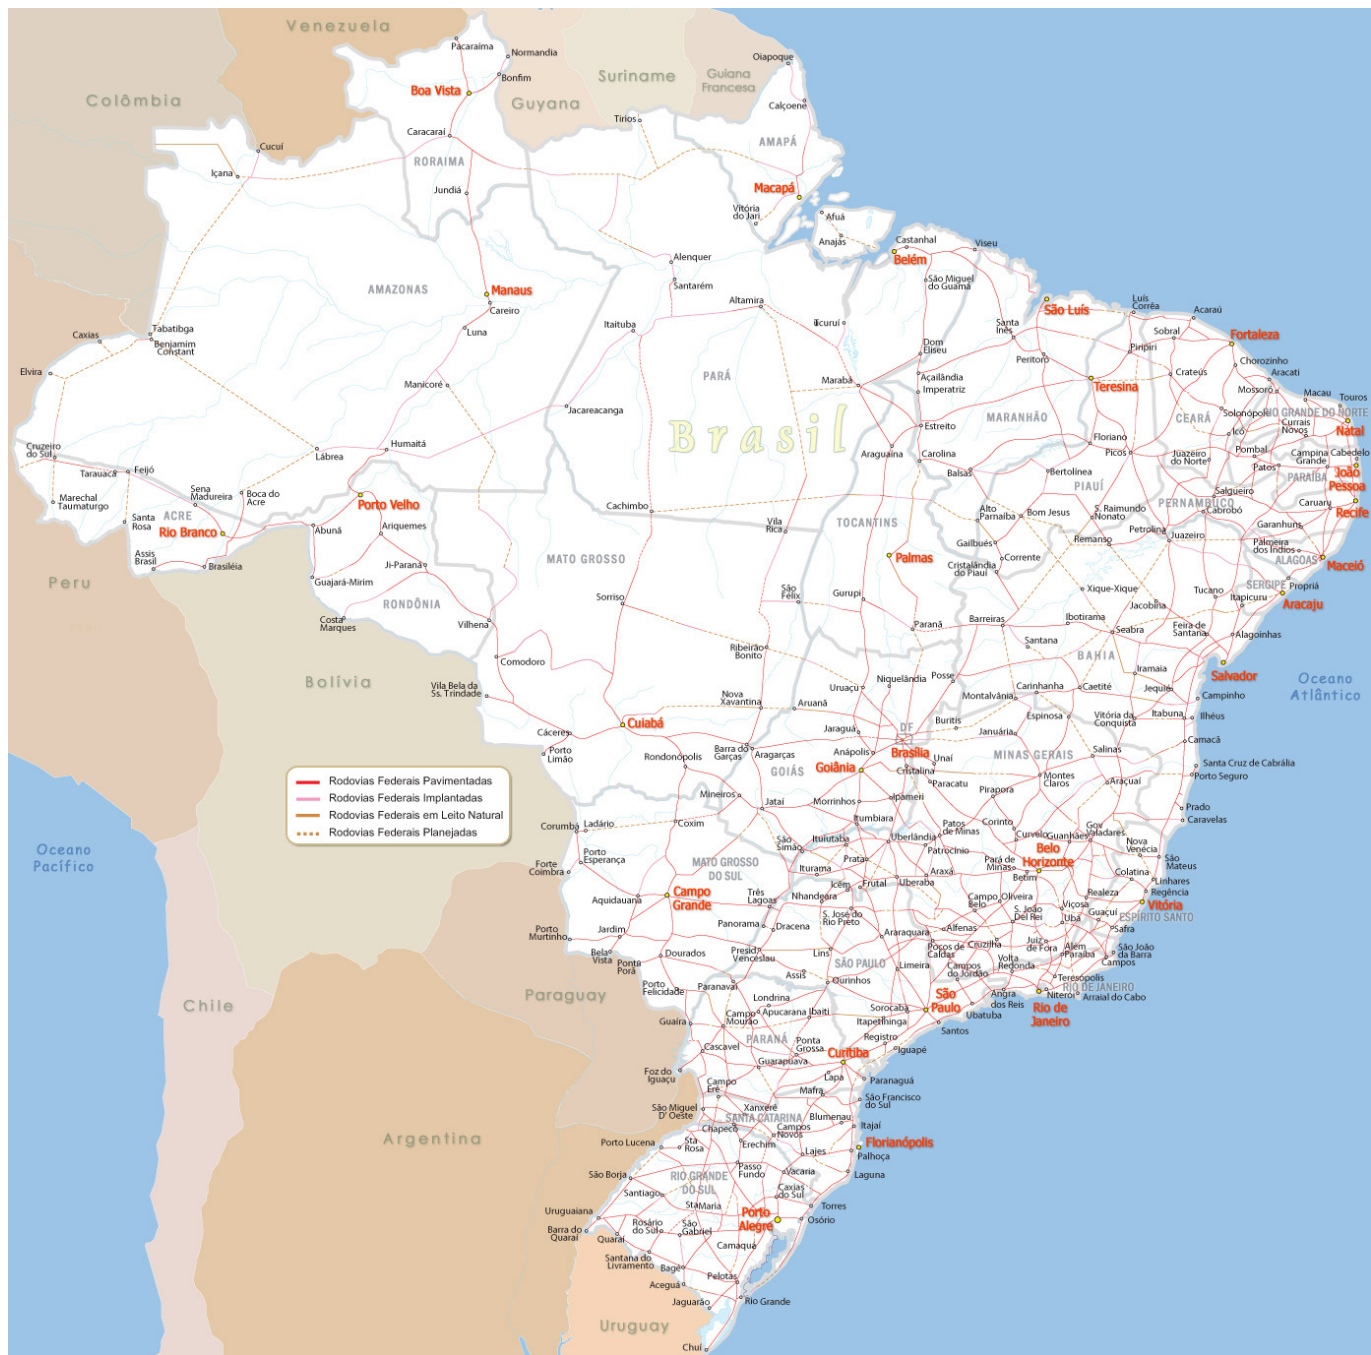 Venezuela
Pacaraíma
Normandia
Oiapoque
Bonfim
Suriname
Guiana
Francesa
Boa Vista
Colômbia
Guyana
Calçoene
Tirios
Caracaraí
AMAPÁ
Cucuí
RORAIMA
Içana
Jundiá
Macapá
Vitória
do Jari
Afuá
Anajás
Castanhal
Viseu
Belém
Alenquer
São Miguel
do Guamá
Santarém
AMAZONAS
Manaus
Careiro
Altamira
São Luís
Luís
Corrêa
Acaraú
Luna
Itaituba
Tucuruí
Santa
Inês
Sobral
Fortaleza
Tabatibga
Benjamim
Constant
Caxias
Dom
Eliseu
Peritoró
Piripiri
Chorozinho
Elvira
PARÁ
Marabá
Açailândia
Imperatriz
Teresina
Crateús
Aracati
Mossoró
Manicoré
Macau
Touros
Jacareacanga
Brasil
MARANHÃO
CEARÁ
Solonópol
RIO GRANDE DO NORTE
Estreito
Currais
Novos
Natal
Icó
Cruzeiro
do Sul
Humaitá
Lábrea
Araguaína
Carolina
Floriano
Picos
Juazeiro
do Norte
Pombal
Campina
Grande
Cabedelo
Tarauacá
Feijó
Balsas
Bertolínea
Patos
PARAÍBA
João
Pessoa
PIAUÍ
Marechal
Taumaturgo
Sena
Madureira
Boca do
Acre
Porto Velho
Cachimbo
PERNAMBUCO
Salgueiro
Cabrobó
Caruaru
Recife
Santa
Rosa
ACRE
Rio Branco
Abunã
Ariquemes
Vila
Rica
TOCANTINS
Alto
Parnaíba
Bom Jesus
S. Raimundo
Nonato
Petrolina
Juazeiro
Garanhuns
Gailbués
Remanso
Palmeira
dos Índios
Assis
Brasil
Brasiléia
Ji-Paraná
MATO GROSSO
Palmas
Corrente
Cristalândia
do Piauí
ALAGOAS
Maceió
Peru
Guajará-Mirim
SERGIPE
Propriá
Xique-Xique
Tucano
Itapicuru
Aracaju
RONDÔNIA
Sorriso
São
Félix
Gurupi
Jacobina
Costa
Marques
Vilhena
Paranã
Barreiras
Ibotirama
Seabra
Feira de
Santana
Alagoinhas
Santana
Ribeirão
Bonito
BAHIA
Comodoro
Iramaia
Salvador
Bolívia
Vila Bela da
Ss. Trindade
Niquelândia
Posse
Uruaçu
Oceano
Atlântico
Carinhanha
Caetité
Jequie
Montalvânia
Campinho
Nova
Xavantina
Aruanã
Cuiabá
Espinosa
Vitória da
Conquista
Itabuna
Ilhéus
DF
Buritis
Jaraguá
Januária
Cáceres
Camacã
Barra do
Garças
Aragarças
Anápolis
Brasília
Unaí
MINAS GERAIS
Salinas
Porto
Limão
Rondonópolis
GOIÁS
Goiânia
Cristalina
Santa Cruz de Cabrália
Porto Seguro
Rodovias Federais Pavimentadas
Rodovias Federais Implantadas
Rodovias Federais em Leito Natural
Rodovias Federais Planejadas
Paracatu
Montes
Claros
Araçuaí
Mineiros
Jataí
Morrinhos
Ipameri
Pirapora
Prado
Caravelas
Corumbá
Ladário
Coxim
Itumbiara
Patos
de Minas
Corinto
Curvelo
Guanhães
Gov
Valadares
São
Simão
Ituiutaba
Uberlândia
Patrocínio
Belo
Horizonte
Nova
Venécia
Oceano
Pacífico
Porto
Esperança
MATO GROSSO
DO SUL
Prata
Pará de
Minas
São
Mateus
Forte
Coimbra
Iturama
Araxá
Betim
Colatina
Linhares
Regência
Campo
Grande
Três
Lagoas
Icém
Frutal
Uberaba
Nhandeara
Aquidauana
Campo
Belo
Oliveira
Realeza
Viçosa
Vitória
S. José do
Rio Preto
S. João
Del Rei
Guaçuí
ESPÍRITO SANTO
Panorama
Dracena
Ubá
Porto
Murtinho
Jardim
Araraquara
Alfenas
Safra
Bela
Vista
Ponta
Porã
Dourados
Presid
Venceslau
Lins
Poços de
Caldas
Cruzília
Juiz
de Fora
Além
Paraíba
São João
da Barra
Campos
SÃO PAULO
Assis
Limeira
Campos
do Jordão
Volta
Redonda
Teresópolis
Porto
Felicidade
Paranavaí
Ourinhos
RIO DE JANEIRO
Paraguay
Londrina
São
Paulo
Angra
dos Reis
Niterói
Arraial do Cabo
Chile
Campo
Mourão
Apucarana
Ibaiti
Sorocaba
Ubatuba
Rio de
Janeiro
Guaíra
Itapethinga
Santos
PARANÁ
Ponta
Grossa
Registro
Iguapé
Cascavel
Guarapuava
Curitiba
Foz do
Iguaçu
Lapa
Paranaguá
Campo
Erê
Mafra
São Francisco
do Sul
São Miguel
D' Oeste
Xanxerê
SANTA CATARINA
Blumenau
Itajaí
Chapecó
Campos
Novos
Argentina
Porto Lucena
Sta
Rosa
Erechim
Florianópolis
Palhoça
Lajes
São Borja
RIO GRANDE
DO SUL
Passo
Fundo
Vacaria
Laguna
Santiago
Caxias
do Sul
Sta Maria
Torres
Uruguaiana
Porto
Alegre
Osório
Barra do
Quaraí
Quaraí
Rosário
do Sul
São
Gabriel
Camaquã
Santana do
Livramento
Bagé
Pelotas
Aceguá
Jaguarão
Rio Grande
Uruguay
Chuí